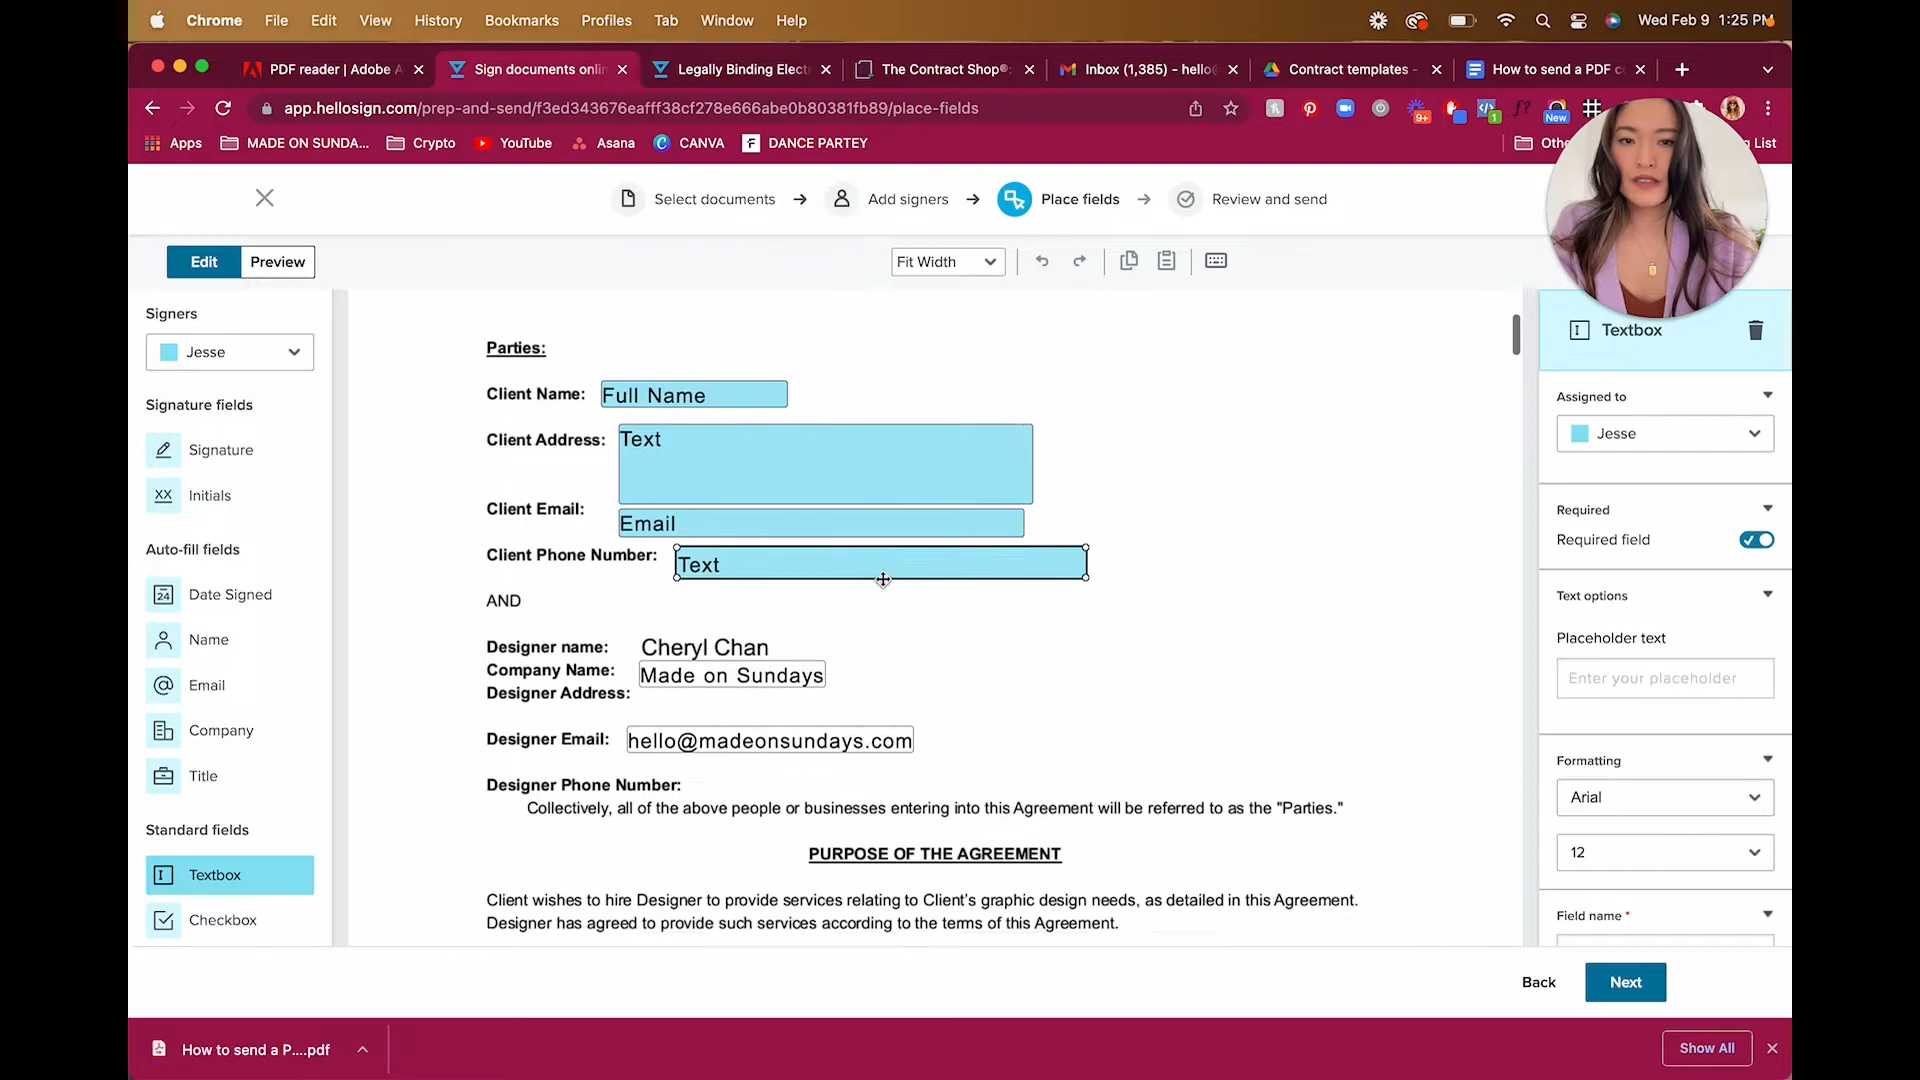 Chrome File Edit View History Bookmarks Profiles Tab Window Help Wed Feb 9 1:25 PM
PDF reader | Adobe A Sign documents onlin Legally Binding Elect The Contract Shop®: Inbox (1,385) - hello@ Contract templates - How to send a PDF c
app.hellosign.com/prep-and-send/f3ed343676eafff38cf278e666abe0b80381fb89/place-fields
9+ 1 f? New
Apps MADE ON SUNDA... Crypto YouTube Asana CANVA DANCE PARTEY List
Select documents → Add signers → Place fields → Review and send
Edit Preview Fit Width
Signers
Jesse
Signature fields
Signature
XX Initials
Auto-fill fields
24 Date Signed
Name
Email
Company
Title
Standard fields
Textbox
Checkbox
Parties:
Client Name: Full Name
Client Address: Text
Client Email: Email
Client Phone Number: Text
AND
Designer name: Cheryl Chan
Company Name: Made on Sundays
Designer Address:
Designer Email: hello@madeonsundays.com
Designer Phone Number:
Collectively, all of the above people or businesses entering into this Agreement will be referred to as the "Parties."
PURPOSE OF THE AGREEMENT
Client wishes to hire Designer to provide services relating to Client's graphic design needs, as detailed in this Agreement.
Designer has agreed to provide such services according to the terms of this Agreement.
Textbox
Assigned to
Jesse
Required
Required field
Text options
Placeholder text
Enter your placeholder
Formatting
Arial
12
Field name *
Back Next
How to send a P....pdf Show All